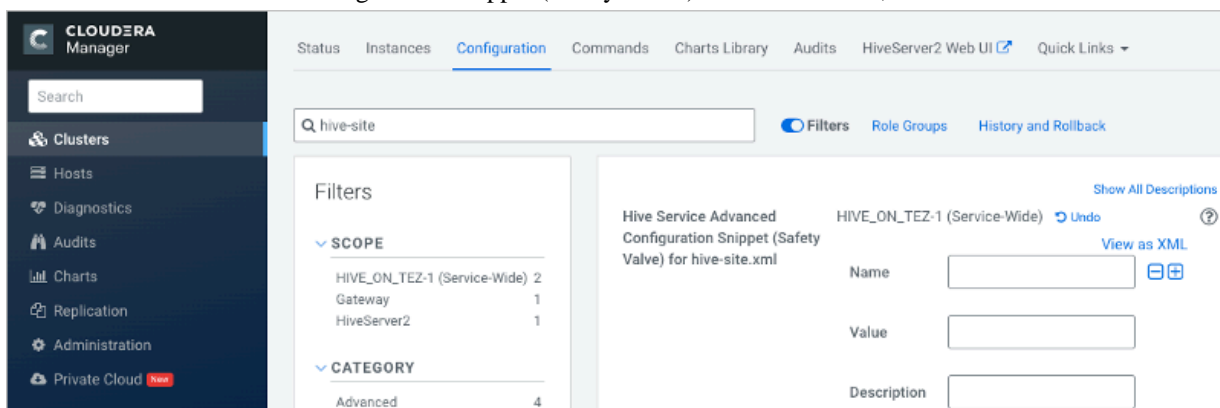 CLOUDERA
Manager
Search
Clusters
Hosts
Diagnostics
Audits
Charts
Replication
Administration
Private Cloud New
Status Instances Configuration Commands Charts Library Audits HiveServer2 Web UI Quick Links
hive-site
Filters Role Groups History and Rollback
Filters
SCOPE
HIVE_ON_TEZ-1 (Service-Wide) 2
Gateway 1
HiveServer2 1
CATEGORY
Advanced 4
Show All Descriptions
Hive Service Advanced
Configuration Snippet (Safety
Valve) for hive-site.xml
HIVE_ON_TEZ-1 (Service-Wide) Undo
View as XML
Name
Value
Description